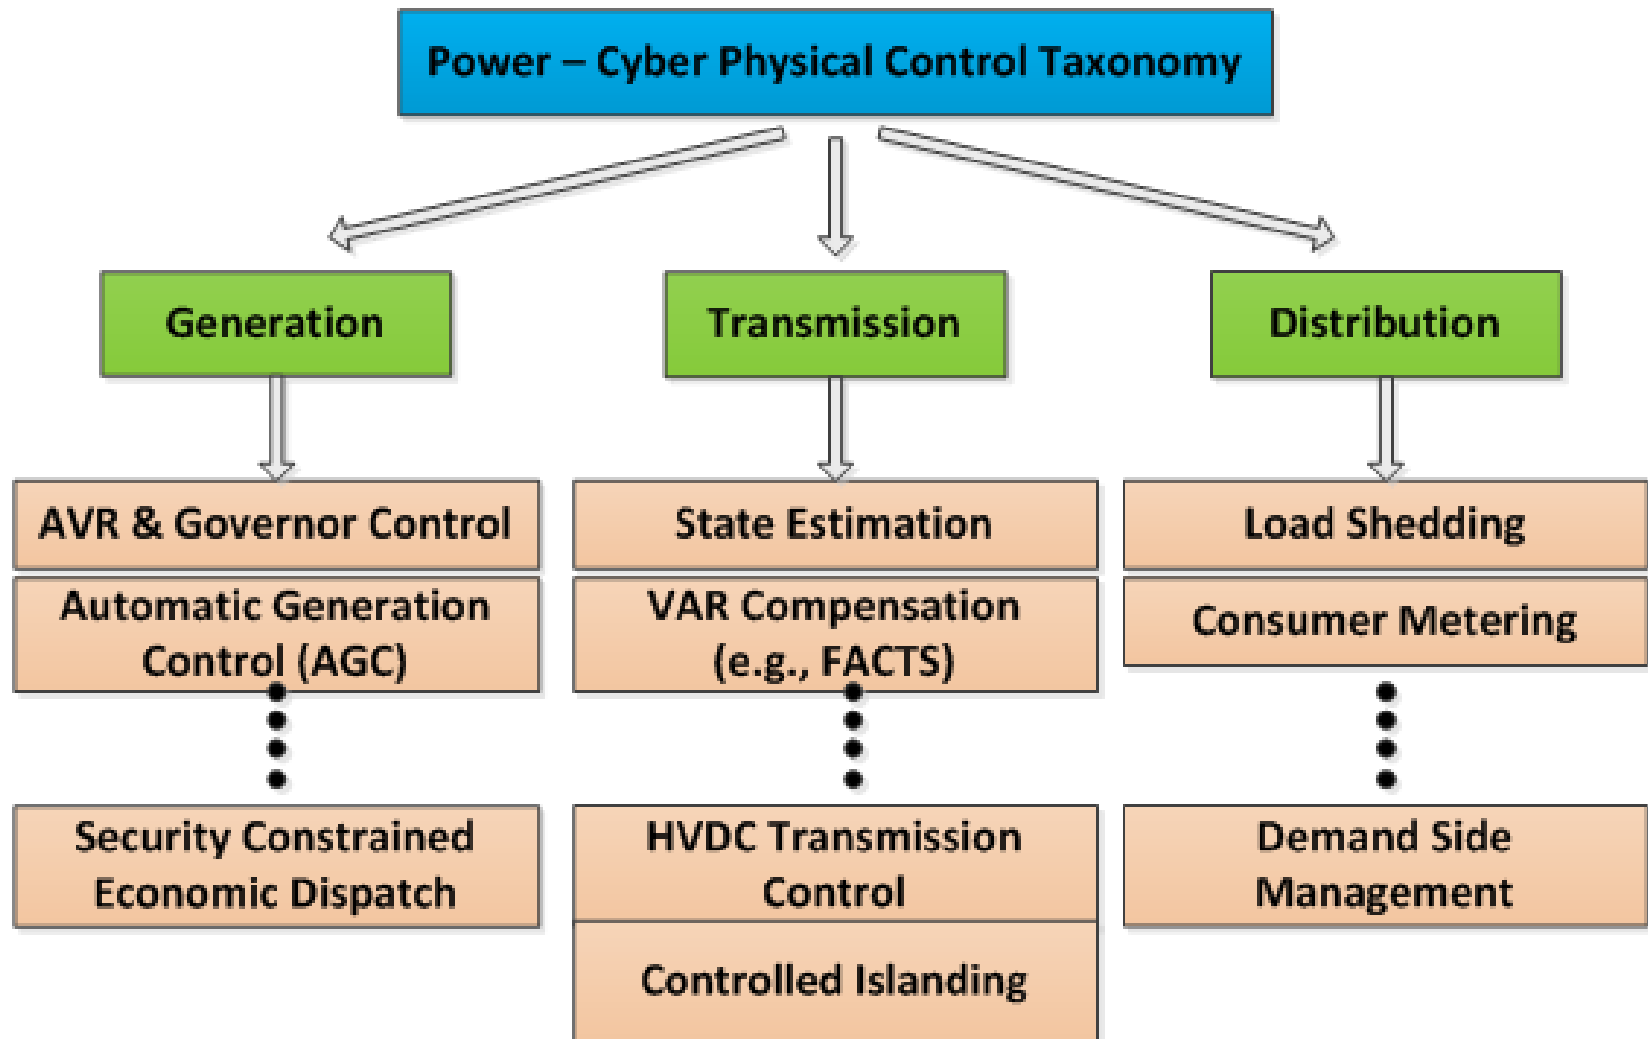 Power – Cyber Physical Control Taxonomy
Generation
Transmission
Distribution
AVR & Governor Control
Automatic Generation
Control (AGC)
Security Constrained
Economic Dispatch
State Estimation
VAR Compensation
(e.g., FACTS)
HVDC Transmission
Control
Controlled Islanding
Load Shedding
Consumer Metering
Demand Side
Management